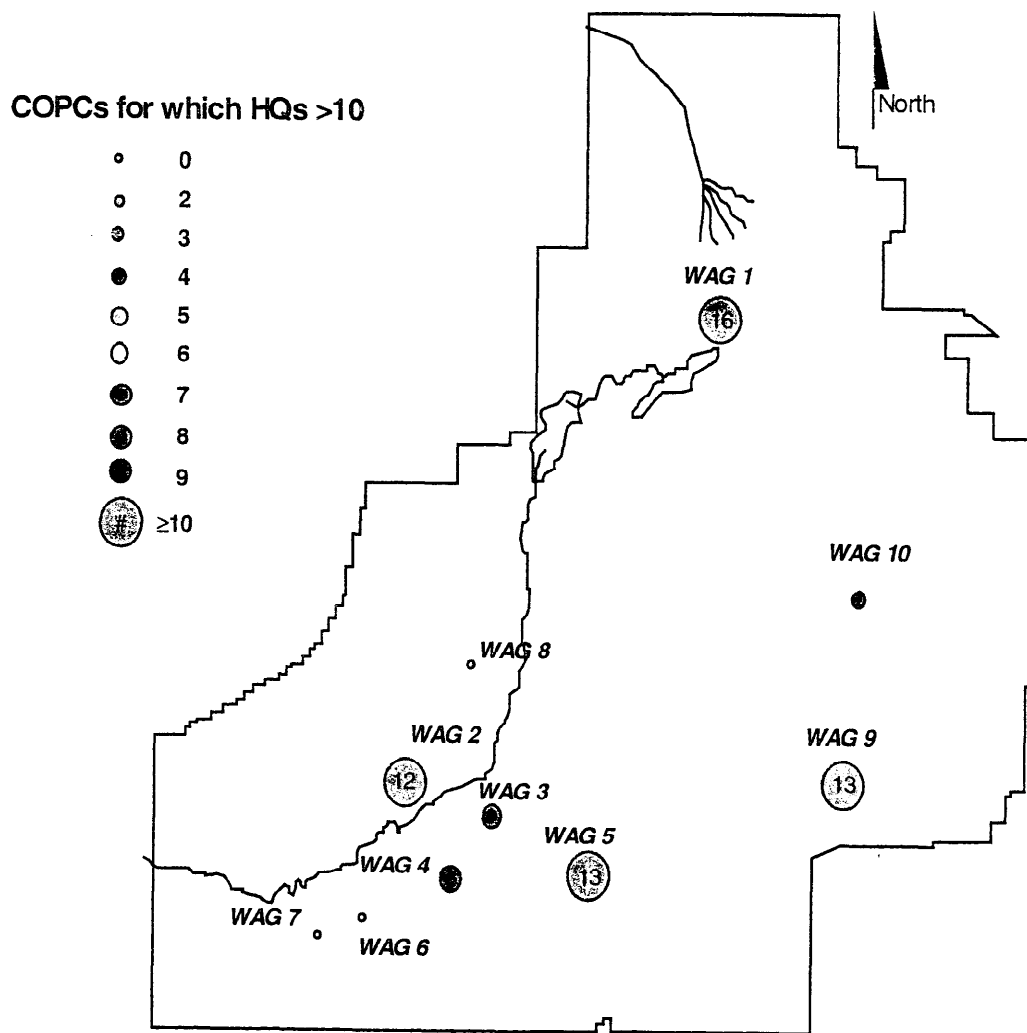 COPCs for which HQs >10
North
0
2
3
4
5
6
7
8
9
# ≥10
WAG 1
16
WAG 10
WAG 8
WAG 2
12
WAG 9
13
WAG 3
WAG 5
13
WAG 4
WAG 7
WAG 6